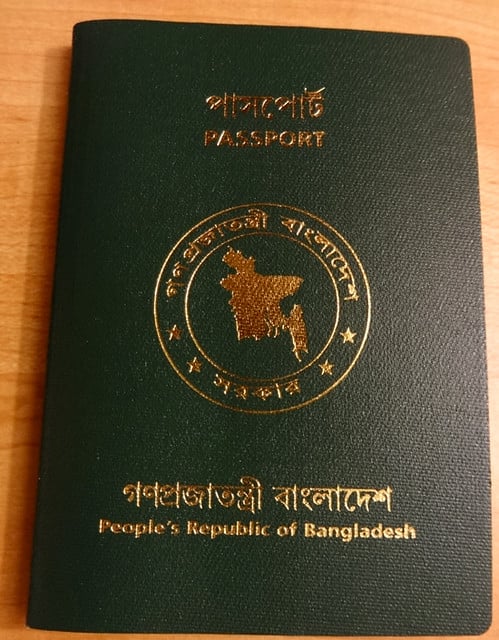 পাসপোর্ট
PASSPORT
গণপ্রজাতন্ত্রী বাংলাদেশ
সরকার
গণপ্রজাতন্ত্রী বাংলাদেশ
People's Republic of Bangladesh